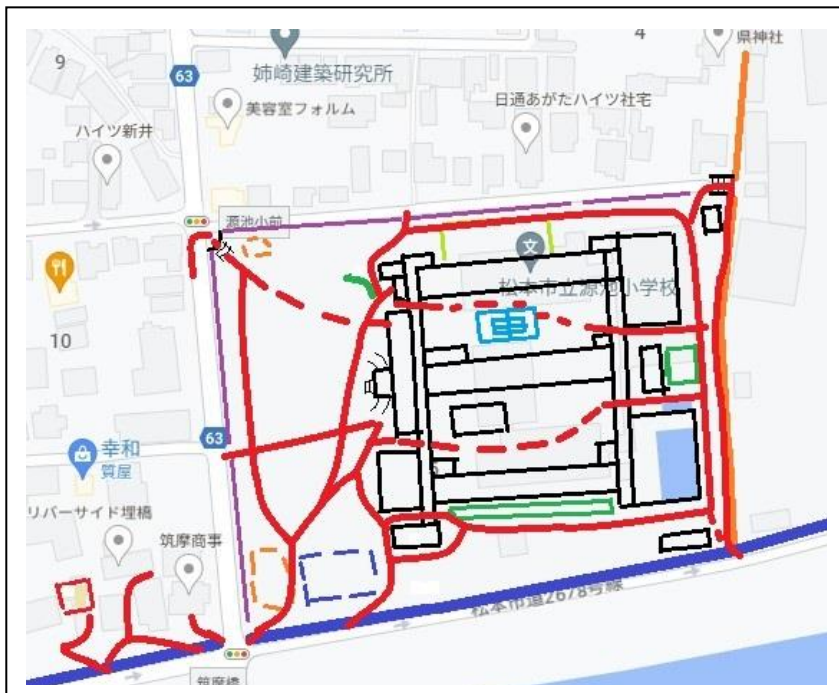 9
4
県神社
63
姉崎建築研究所
美容室フォルム
日通あがたハイツ社宅
ハイツ新井
源池小前
文
松本市立源池小学校
10
63
幸和
質屋
リバーサイド埋橋
筑摩商事
松本市道2678号線
筑摩橋